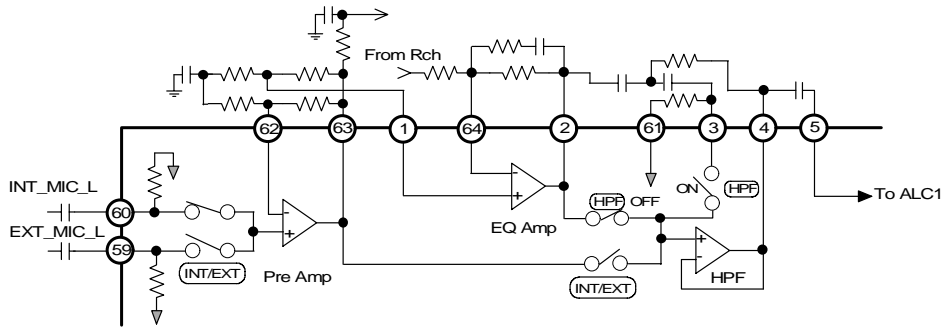 From Rch
62
63
1
64
2
61
3
4
5
INT_MIC_L
60
EXT_MIC_L
59
INT/EXT
-
+
Pre Amp
-
+
EQ Amp
HPF OFF
ON HPF
INT/EXT
+
-
HPF
To ALC1